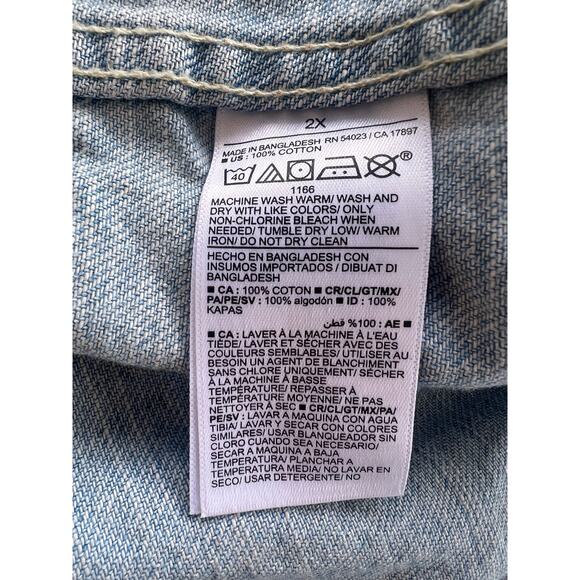 2X
MADE IN BANGLADESH RN 54023 / CA 17897
■ US : 100% COTTON
40 ®
1166
MACHINE WASH WARM/ WASH AND
DRY WITH LIKE COLORS/ ONLY
NON-CHLORINE BLEACH WHEN
NEEDED/ TUMBLE DRY LOW/ WARM
IRON/ DO NOT DRY CLEAN
HECHO EN BANGLADESH CON
INSUMOS IMPORTADOS / DIBUAT DI
BANGLADESH
■ CA : 100% COTON ■ CR/CL/GT/MX/
PA/PE/SV : 100% algodón ■ ID : 100%
KAPAS
■ AE : 100% قطن
■ CA : LAVER À LA MACHINE À L'EAU
TIÈDE/ LAVER ET SÉCHER AVEC DES
COULEURS SEMBLABLES/ UTILISER AU
BESOIN UN AGENT DE BLANCHIMENT
SANS CHLORE UNIQUEMENT/ SÉCHER
À LA MACHINE À BASSE
TEMPÉRATURE/ REPASSER À
TEMPÉRATURE MOYENNE/ NE PAS
NETTOYER À SEC ■ CR/CL/GT/MX/PA/
PE/SV : LAVAR A MAQUINA CON AGUA
TIBIA/ LAVAR Y SECAR CON COLORES
SIMILARES/ USAR BLANQUEADOR SIN
CLORO CUANDO SEA NECESARIO/
SECAR A MAQUINA A BAJA
TEMPERATURA/ PLANCHAR A
TEMPERATURA MEDIA/ NO LAVAR EN
SECO/ USAR DETERGENTE/ NO